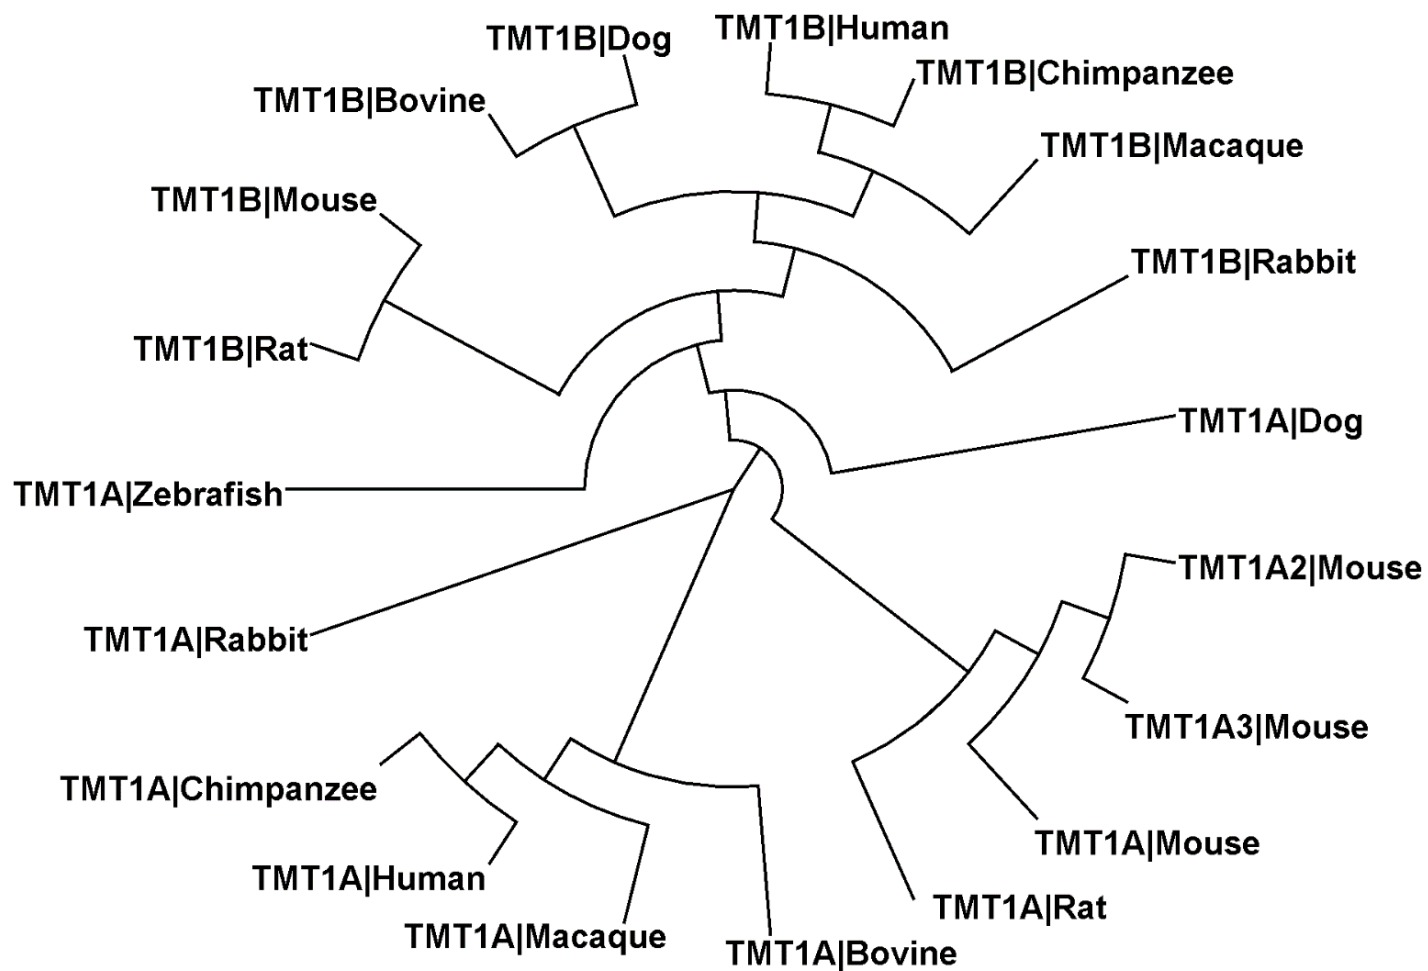 TMT1B|Human
TMT1B|Dog
TMT1B|Chimpanzee
TMT1B|Bovine
TMT1B|Macaque
TMT1B|Mouse
TMT1B|Rabbit
TMT1B|Rat
TMT1A|Dog
TMT1A|Zebrafish
TMT1A2|Mouse
TMT1A|Rabbit
TMT1A3|Mouse
TMT1A|Chimpanzee
TMT1A|Mouse
TMT1A|Human
TMT1A|Rat
TMT1A|Macaque
TMT1A|Bovine